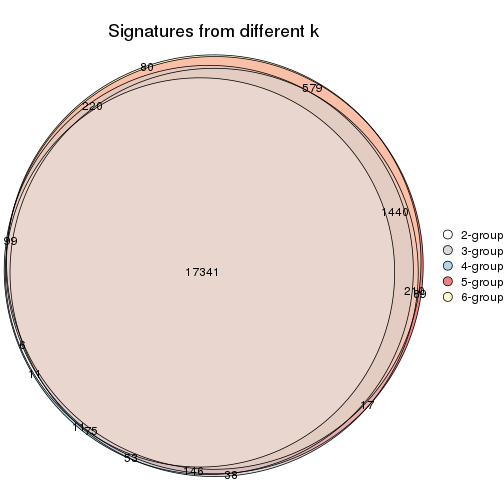 Signatures from different k
80
579
220
1440
99
17341
6
11
17
75
53
146
38
2-group
3-group
4-group
5-group
6-group